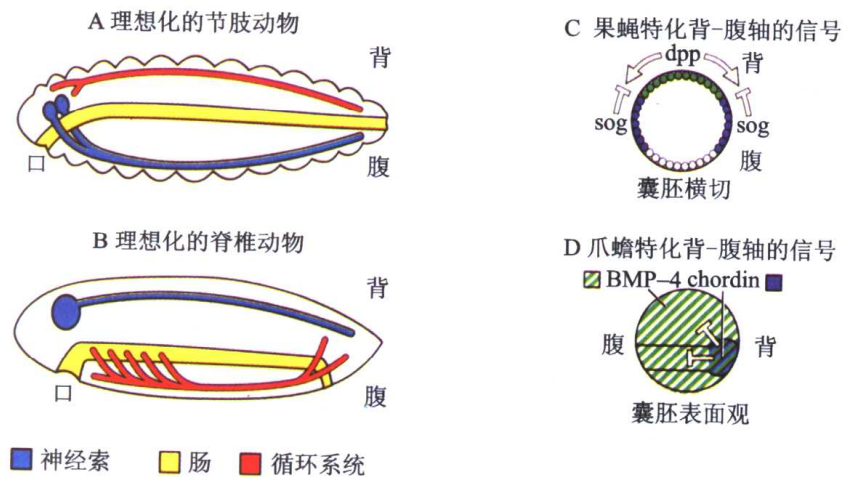 A 理想化的节肢动物
背
口
腹
B 理想化的脊椎动物
背
口
腹
神经索
肠
循环系统
C 果蝇特化背-腹轴的信号
dpp
背
sog
sog
腹
囊胚横切
D 爪蟾特化背-腹轴的信号
BMP-4 chordin
腹
背
囊胚表面观